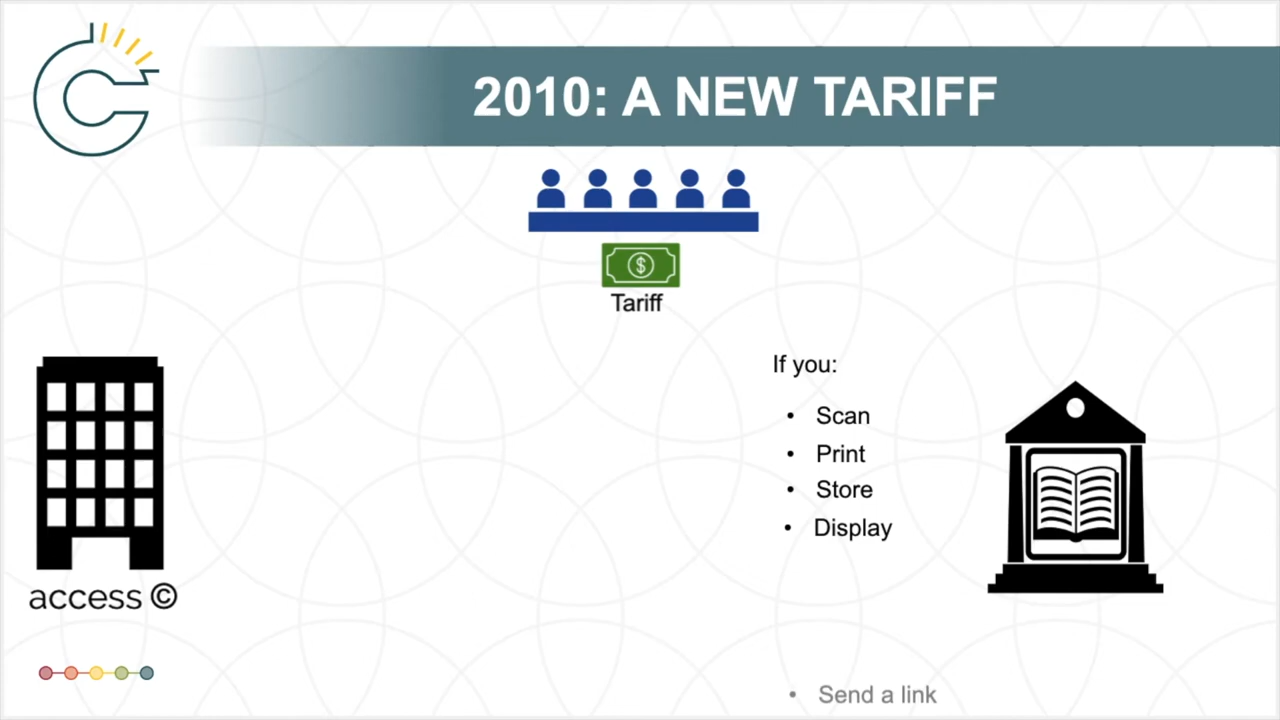 2010: A NEW TARIFF
$
Tariff
If you:
• Scan
• Print
• Store
• Display
access ©
• Send a link